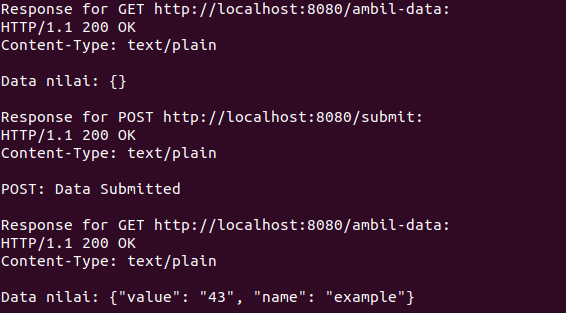 Response for GET http://localhost:8080/ambil-data:
HTTP/1.1 200 OK
Content-Type: text/plain
Data nilai: {}
Response for POST http://localhost:8080/submit:
HTTP/1.1 200 OK
Content-Type: text/plain
POST: Data Submitted
Response for GET http://localhost:8080/ambil-data:
HTTP/1.1 200 OK
Content-Type: text/plain
Data nilai: {"value": "43", "name": "example"}